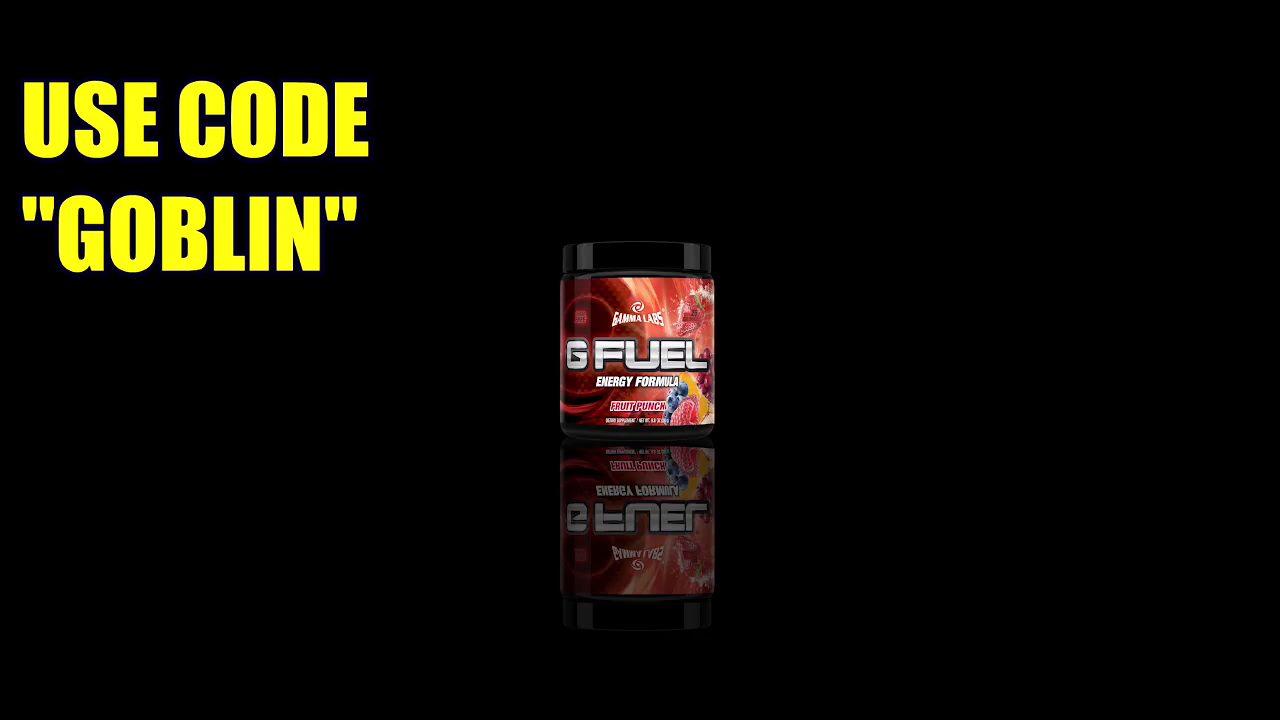 USE CODE
"GOBLIN"
GAMMA LABS
G FUEL
ENERGY FORMULA
FRUIT PUNCH